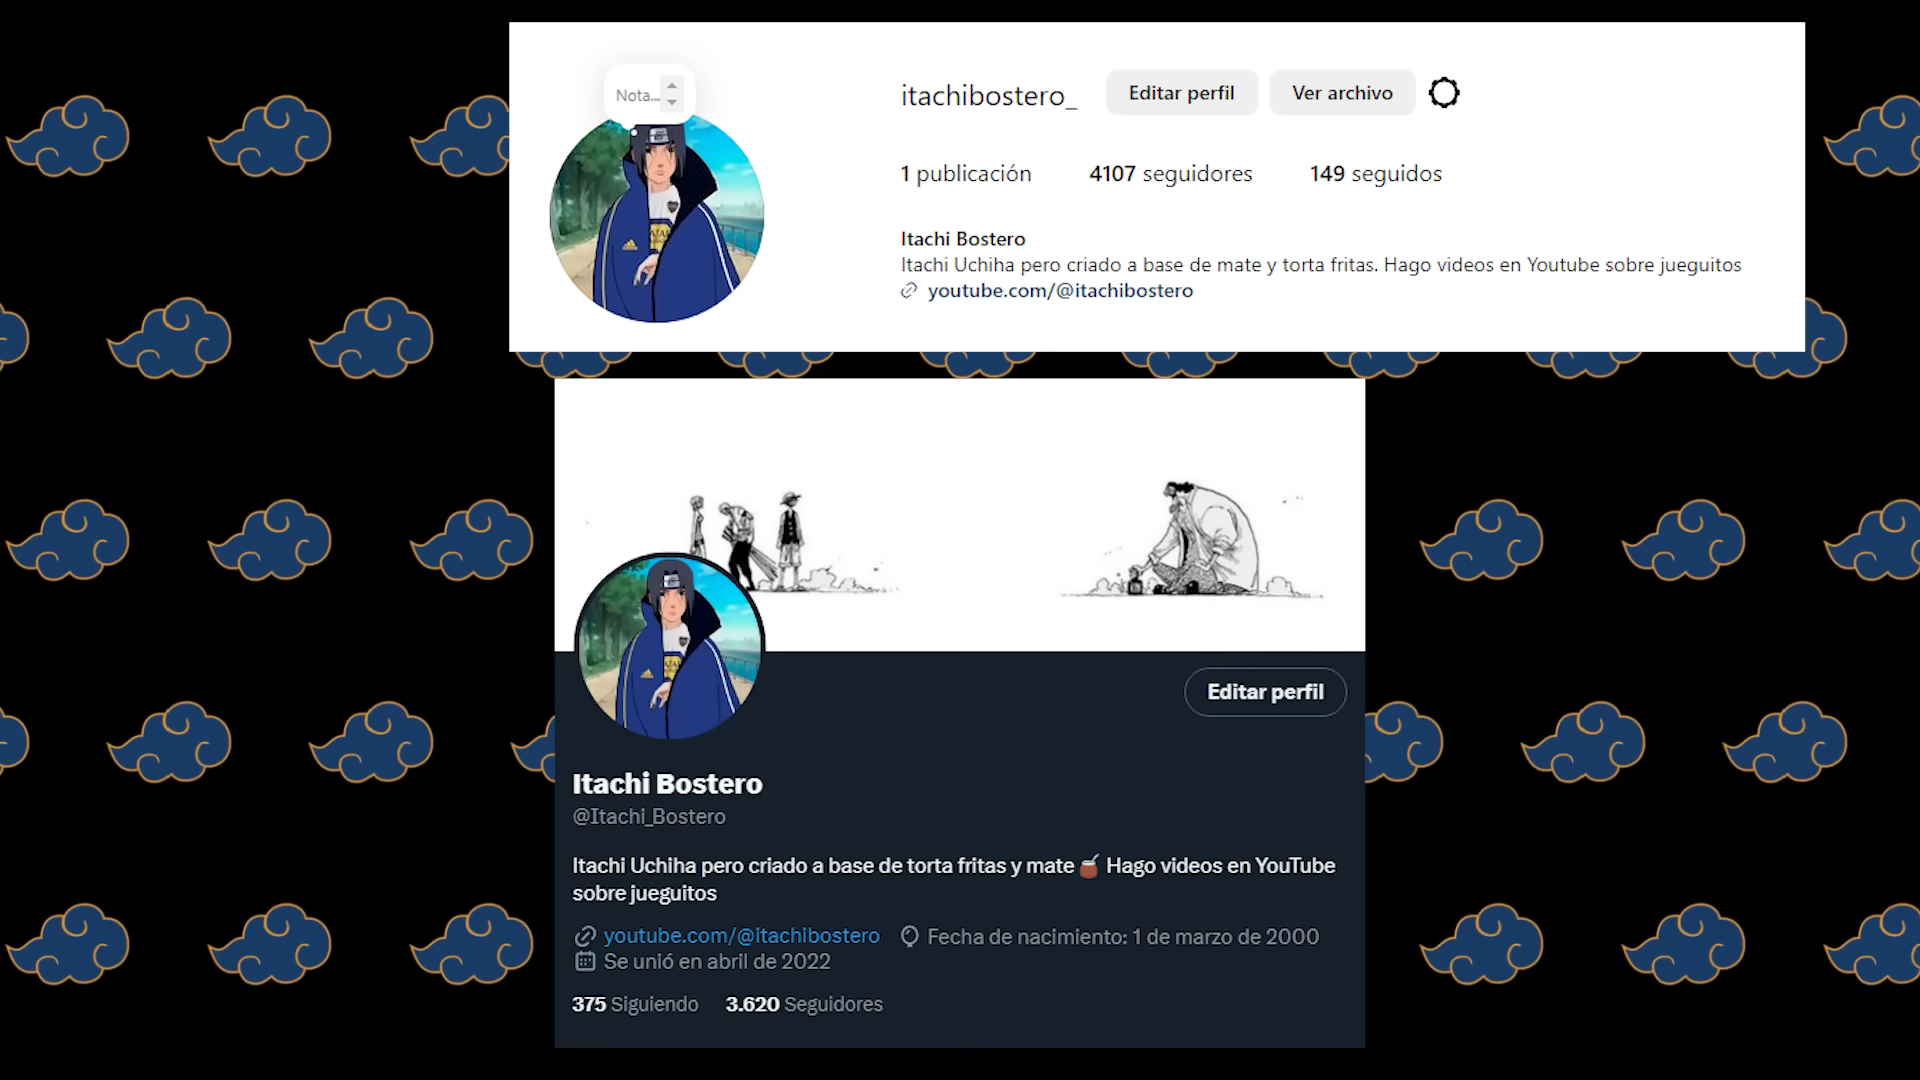 Nota...
itachibostero_ Editar perfil Ver archivo
1 publicación 4107 seguidores 149 seguidos
Itachi Bostero
Itachi Uchiha pero criado a base de mate y torta fritas. Hago videos en Youtube sobre jueguitos
youtube.com/@itachibostero
Editar perfil
Itachi Bostero
@Itachi_Bostero
Itachi Uchiha pero criado a base de torta fritas y mate 🧉 Hago videos en YouTube
sobre jueguitos
youtube.com/@itachibostero Fecha de nacimiento: 1 de marzo de 2000
Se unió en abril de 2022
375 Siguiendo 3.620 Seguidores